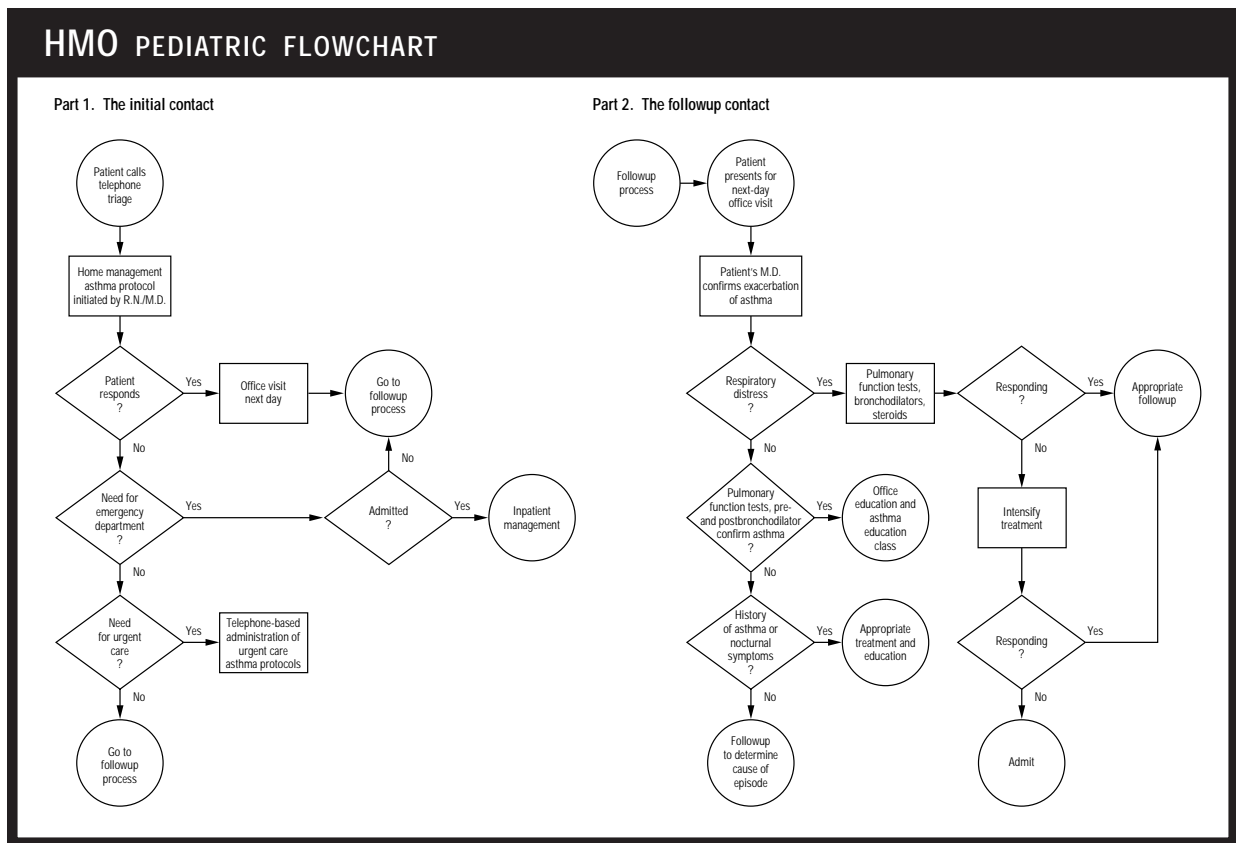 HMO PEDIATRIC FLOWCHART
Part 1. The initial contact
Patient calls
telephone
triage
Home management
asthma protocol
initiated by R.N./M.D.
Patient
responds
?
Yes
Office visit
next day
Go to
followup
process
No
Need for
emergency
department
?
Yes
Admitted
?
No
Yes
Inpatient
management
No
Need
for urgent
care
?
Yes
Telephone-based
administration of
urgent care
asthma protocols
No
Go to
followup
process
Part 2. The followup contact
Followup
process
Patient
presents for
next-day
office visit
Patient's M.D.
confirms exacerbation
of asthma
Respiratory
distress
?
Yes
Pulmonary
function tests,
bronchodilators,
steroids
Responding
?
Yes
Appropriate
followup
No
Pulmonary
function tests, pre-
and postbronchodilator
confirm asthma
?
Yes
Office
education and
asthma
education
class
No
Intensify
treatment
No
History
of asthma or
nocturnal
symptoms
?
Yes
Appropriate
treatment and
education
Responding
?
Yes
No
Followup
to determine
cause of
episode
No
Admit